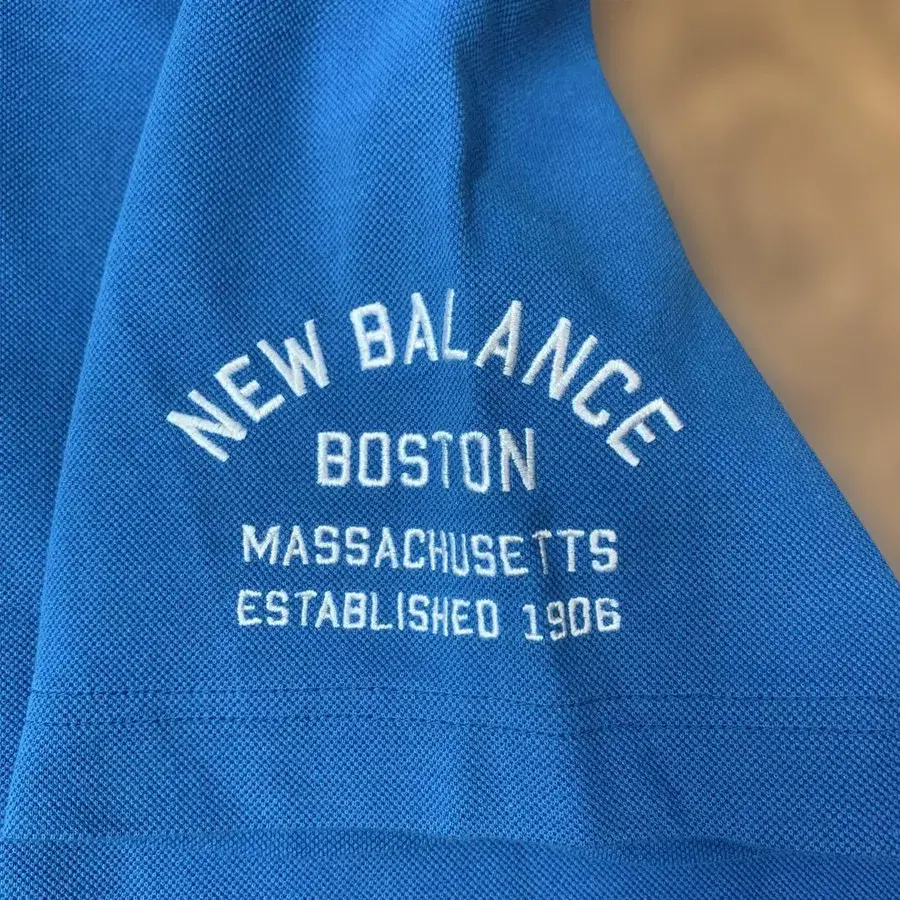 NEW BALANCE
BOSTON
MASSACHUSETTS
ESTABLISHED 1906